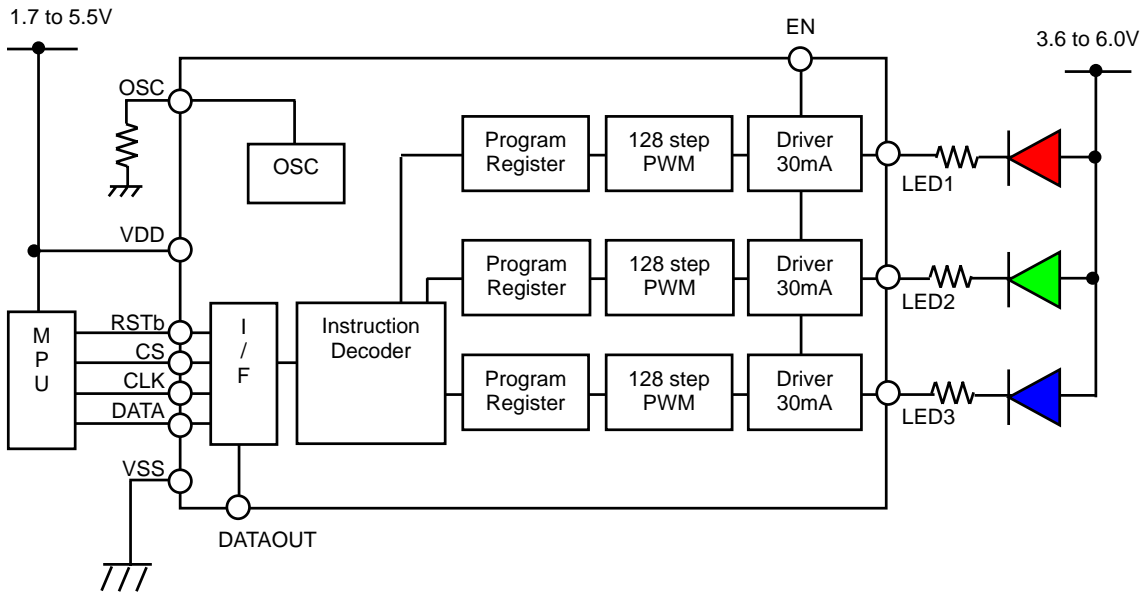 1.7 to 5.5V
EN
3.6 to 6.0V
OSC
OSC
Program
Register
128 step
PWM
Driver
30mA
LED1
VDD
Program
Register
128 step
PWM
Driver
30mA
LED2
M
P
U
RSTb
CS
CLK
DATA
I
/
F
Instruction
Decoder
Program
Register
128 step
PWM
Driver
30mA
LED3
VSS
DATAOUT